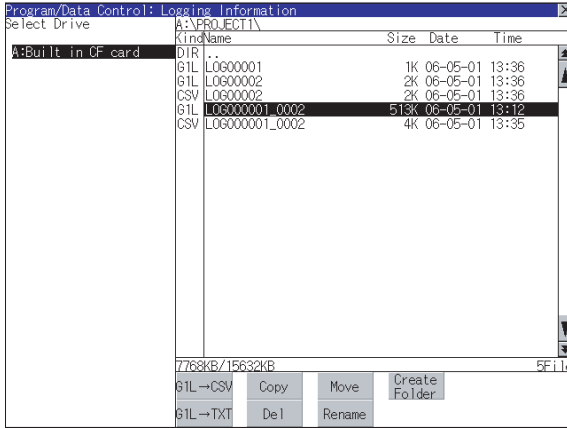 Program/Data Control: Logging Information
Select Drive
A:\PROJECT1\
Kind Name Size Date Time
A:Built in CF card
DIR ..
G1L LOG00001 1K 06-05-01 13:36
G1L LOG00002 2K 06-05-01 13:36
CSV LOG00002 2K 06-05-01 13:36
G1L LOG000001_0002 513K 06-05-01 13:12
CSV LOG000001_0002 4K 06-05-01 13:35
7768KB/15632KB 5Fil
G1L→CSV Copy Move Create Folder
G1L→TXT Del Rename